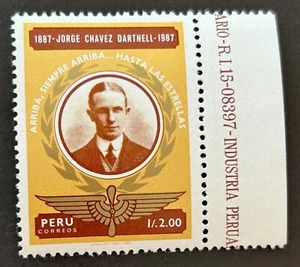 1887-JORGE CHAVEZ DARTNELL-1987
ARRIBA, SIEMPRE ARRIBA... HASTA LAS ESTRELLAS
PERU
CORREOS
I/.2.00
ARIO-R.I.15-08397-INDUSTRIA PERUA